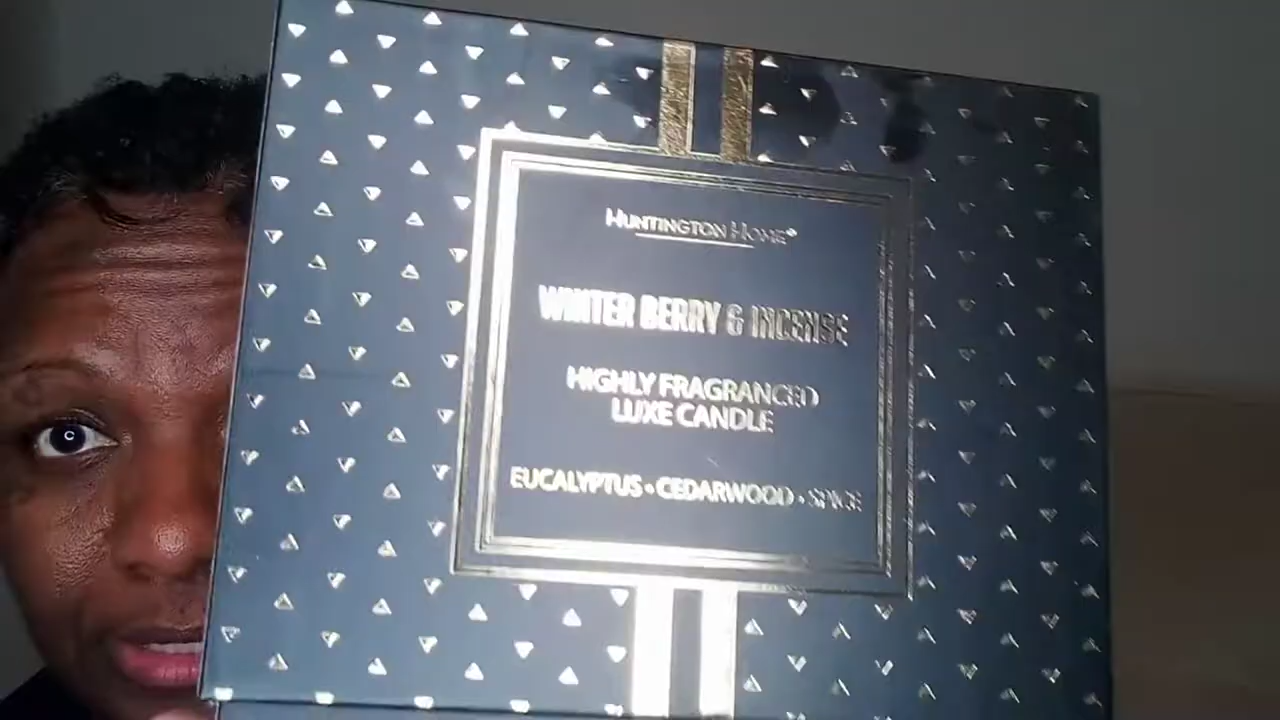 HUNTINGTON HOME®
WINTER BERRY & INCENSE
HIGHLY FRAGRANCED
LUXE CANDLE
EUCALYPTUS • CEDARWOOD • SPICE